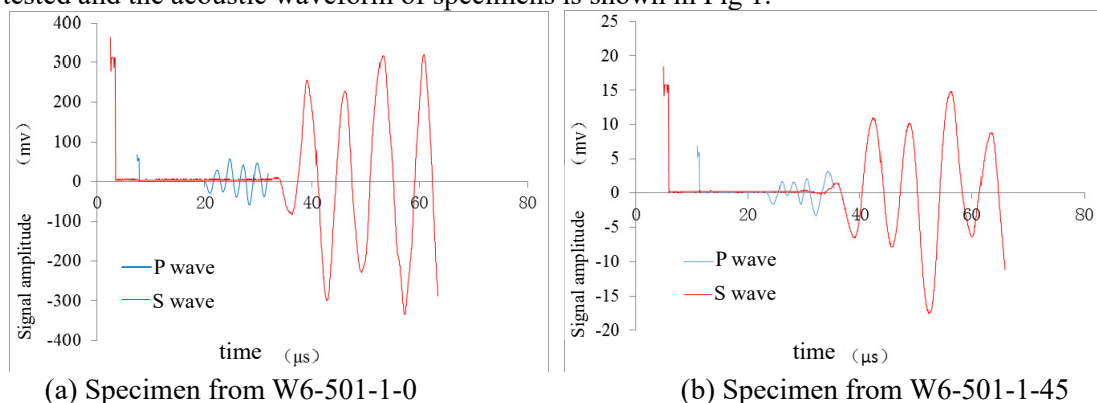 tested and the acoustic waveform of specimens is shown in Fig 1.
400
300
200
100
0
-100
-200
-300
-400
0
20
40
60
80
Signal amplitude （mv）
P wave
S wave
time （μs）
(a) Specimen from W6-501-1-0
25
20
15
10
5
0
-5
-10
-15
-20
0
20
40
60
80
Signal amplitude （mv）
P wave
S wave
time （μs）
(b) Specimen from W6-501-1-45